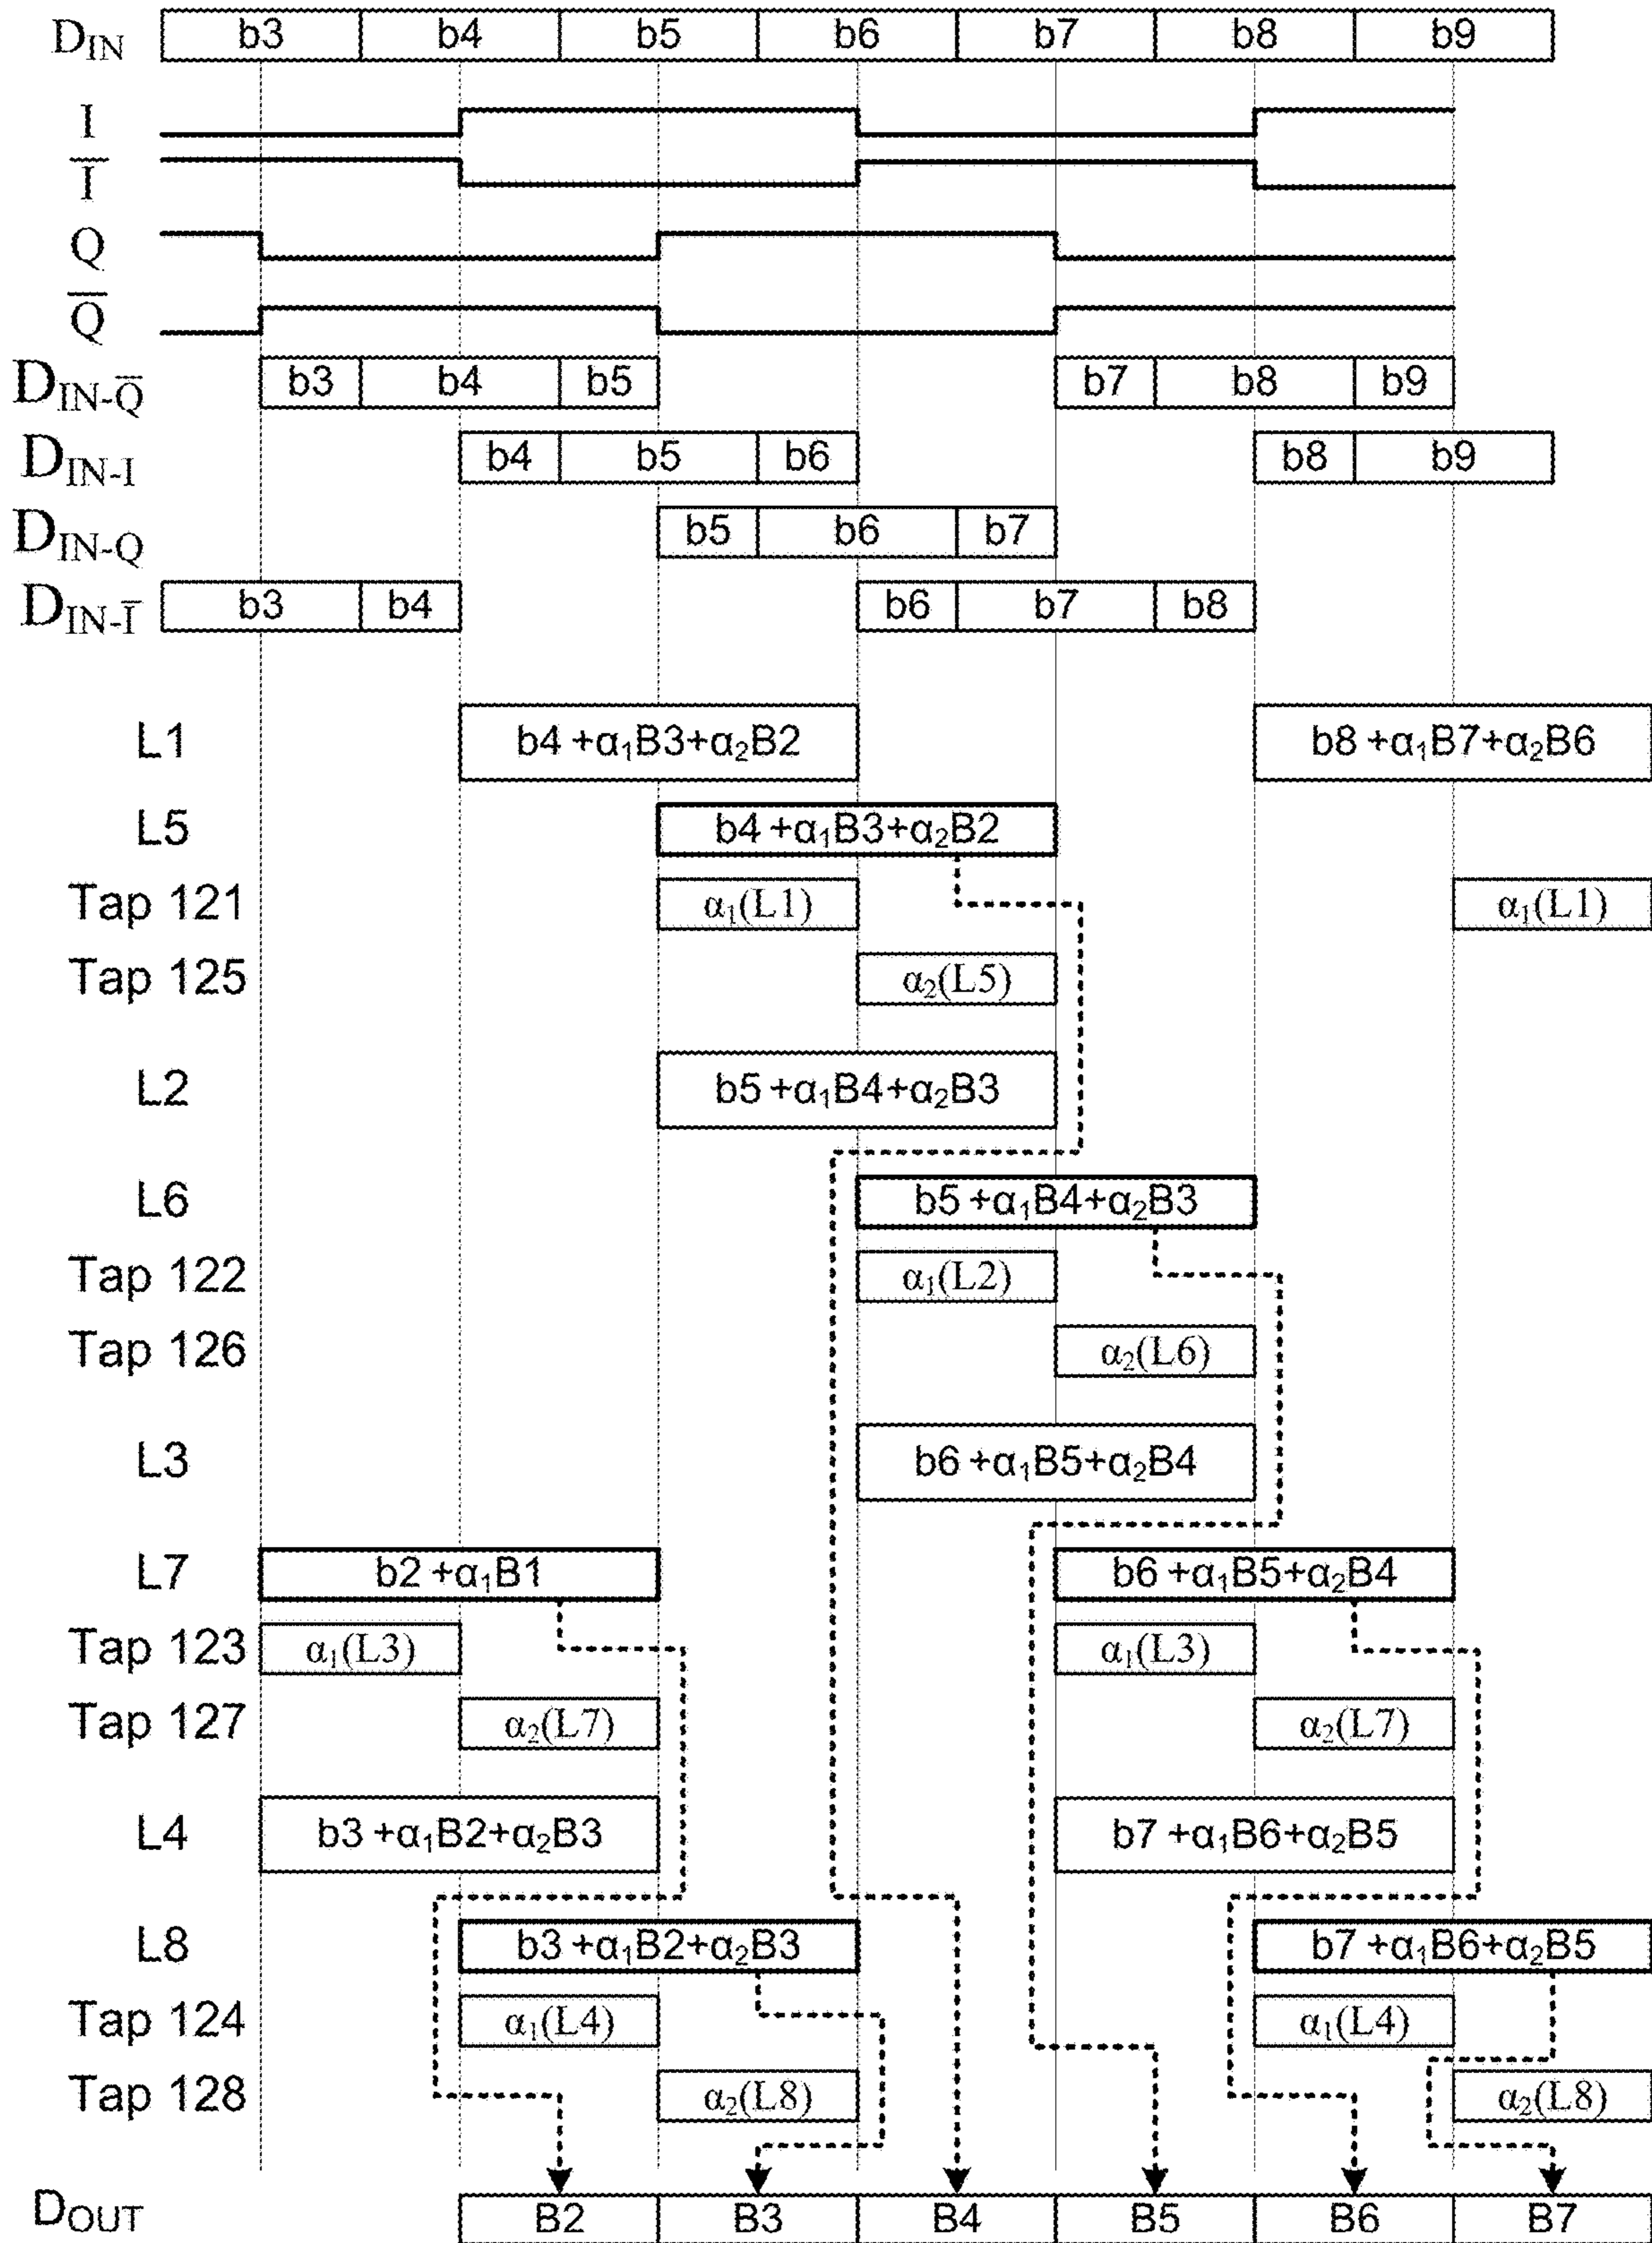 D_IN b3 b4 b5 b6 b7 b8 b9
I
I̅
Q
Q̅
D_IN-Q̅ b3 b4 b5 b7 b8 b9
D_IN-I b4 b5 b6 b8 b9
D_IN-Q b5 b6 b7
D_IN-I̅ b3 b4 b6 b7 b8
L1 b4 +α₁B3+α₂B2 b8 +α₁B7+α₂B6
L5 b4 +α₁B3+α₂B2
Tap 121 α₁(L1) α₁(L1)
Tap 125 α₂(L5)
L2 b5 +α₁B4+α₂B3
L6 b5 +α₁B4+α₂B3
Tap 122 α₁(L2)
Tap 126 α₂(L6)
L3 b6 +α₁B5+α₂B4
L7 b2 +α₁B1 b6 +α₁B5+α₂B4
Tap 123 α₁(L3) α₁(L3)
Tap 127 α₂(L7) α₂(L7)
L4 b3 +α₁B2+α₂B3 b7 +α₁B6+α₂B5
L8 b3 +α₁B2+α₂B3 b7 +α₁B6+α₂B5
Tap 124 α₁(L4) α₁(L4)
Tap 128 α₂(L8) α₂(L8)
D_OUT B2 B3 B4 B5 B6 B7